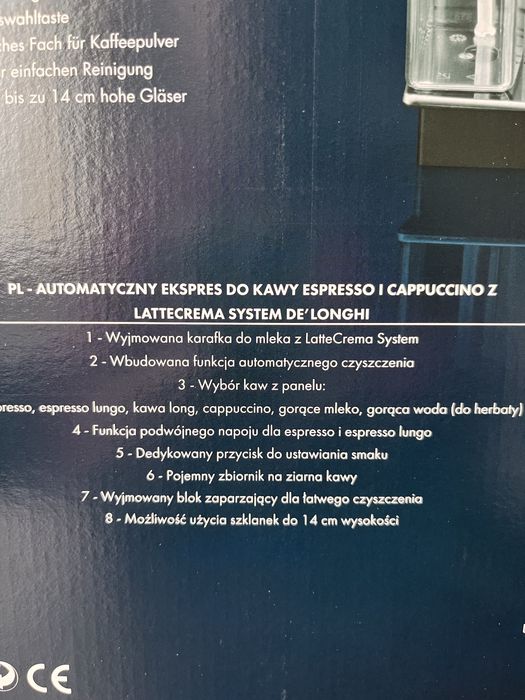 swahltaste
ches Fach für Kaffeepulver
r einfachen Reinigung
bis zu 14 cm hohe Gläser
PL - AUTOMATYCZNY EKSPRES DO KAWY ESPRESSO I CAPPUCCINO Z
LATTECREMA SYSTEM DE'LONGHI
1 - Wyjmowana karafka do mleka z LatteCrema System
2 - Wbudowana funkcja automatycznego czyszczenia
3 - Wybór kaw z panelu:
presso, espresso lungo, kawa long, cappuccino, gorące mleko, gorąca woda (do herbaty)
4 - Funkcja podwójnego napoju dla espresso i espresso lungo
5 - Dedykowany przycisk do ustawiania smaku
6 - Pojemny zbiornik na ziarna kawy
7 - Wyjmowany blok zaparzający dla łatwego czyszczenia
8 - Możliwość użycia szklanek do 14 cm wysokości
CE